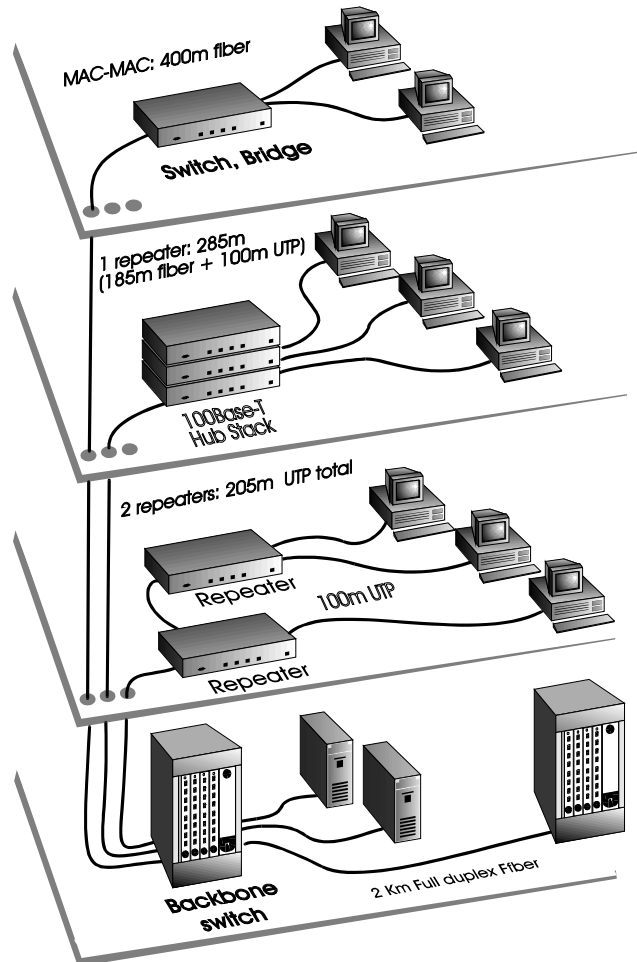 MAC-MAC: 400m fiber
Switch, Bridge
1 repeater: 285m
(185m fiber + 100m UTP)
100Base-T
Hub Stack
2 repeaters: 205m UTP total
Repeater
100m UTP
Repeater
Backbone
switch
2 Km Full duplex Ffiber